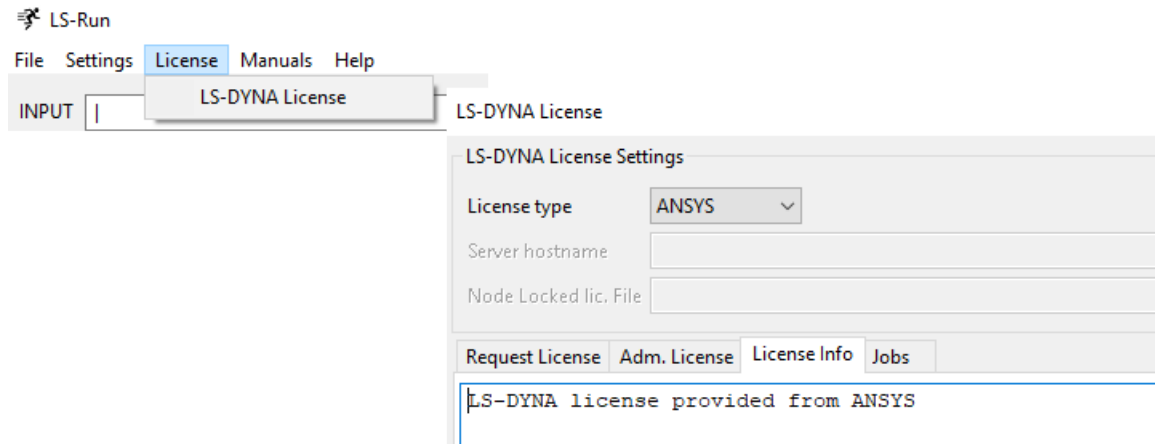 LS-Run
File Settings License Manuals Help
LS-DYNA License
INPUT
LS-DYNA License
LS-DYNA License Settings
License type ANSYS
Server hostname
Node Locked lic. File
Request License Adm. License License Info Jobs
LS-DYNA license provided from ANSYS